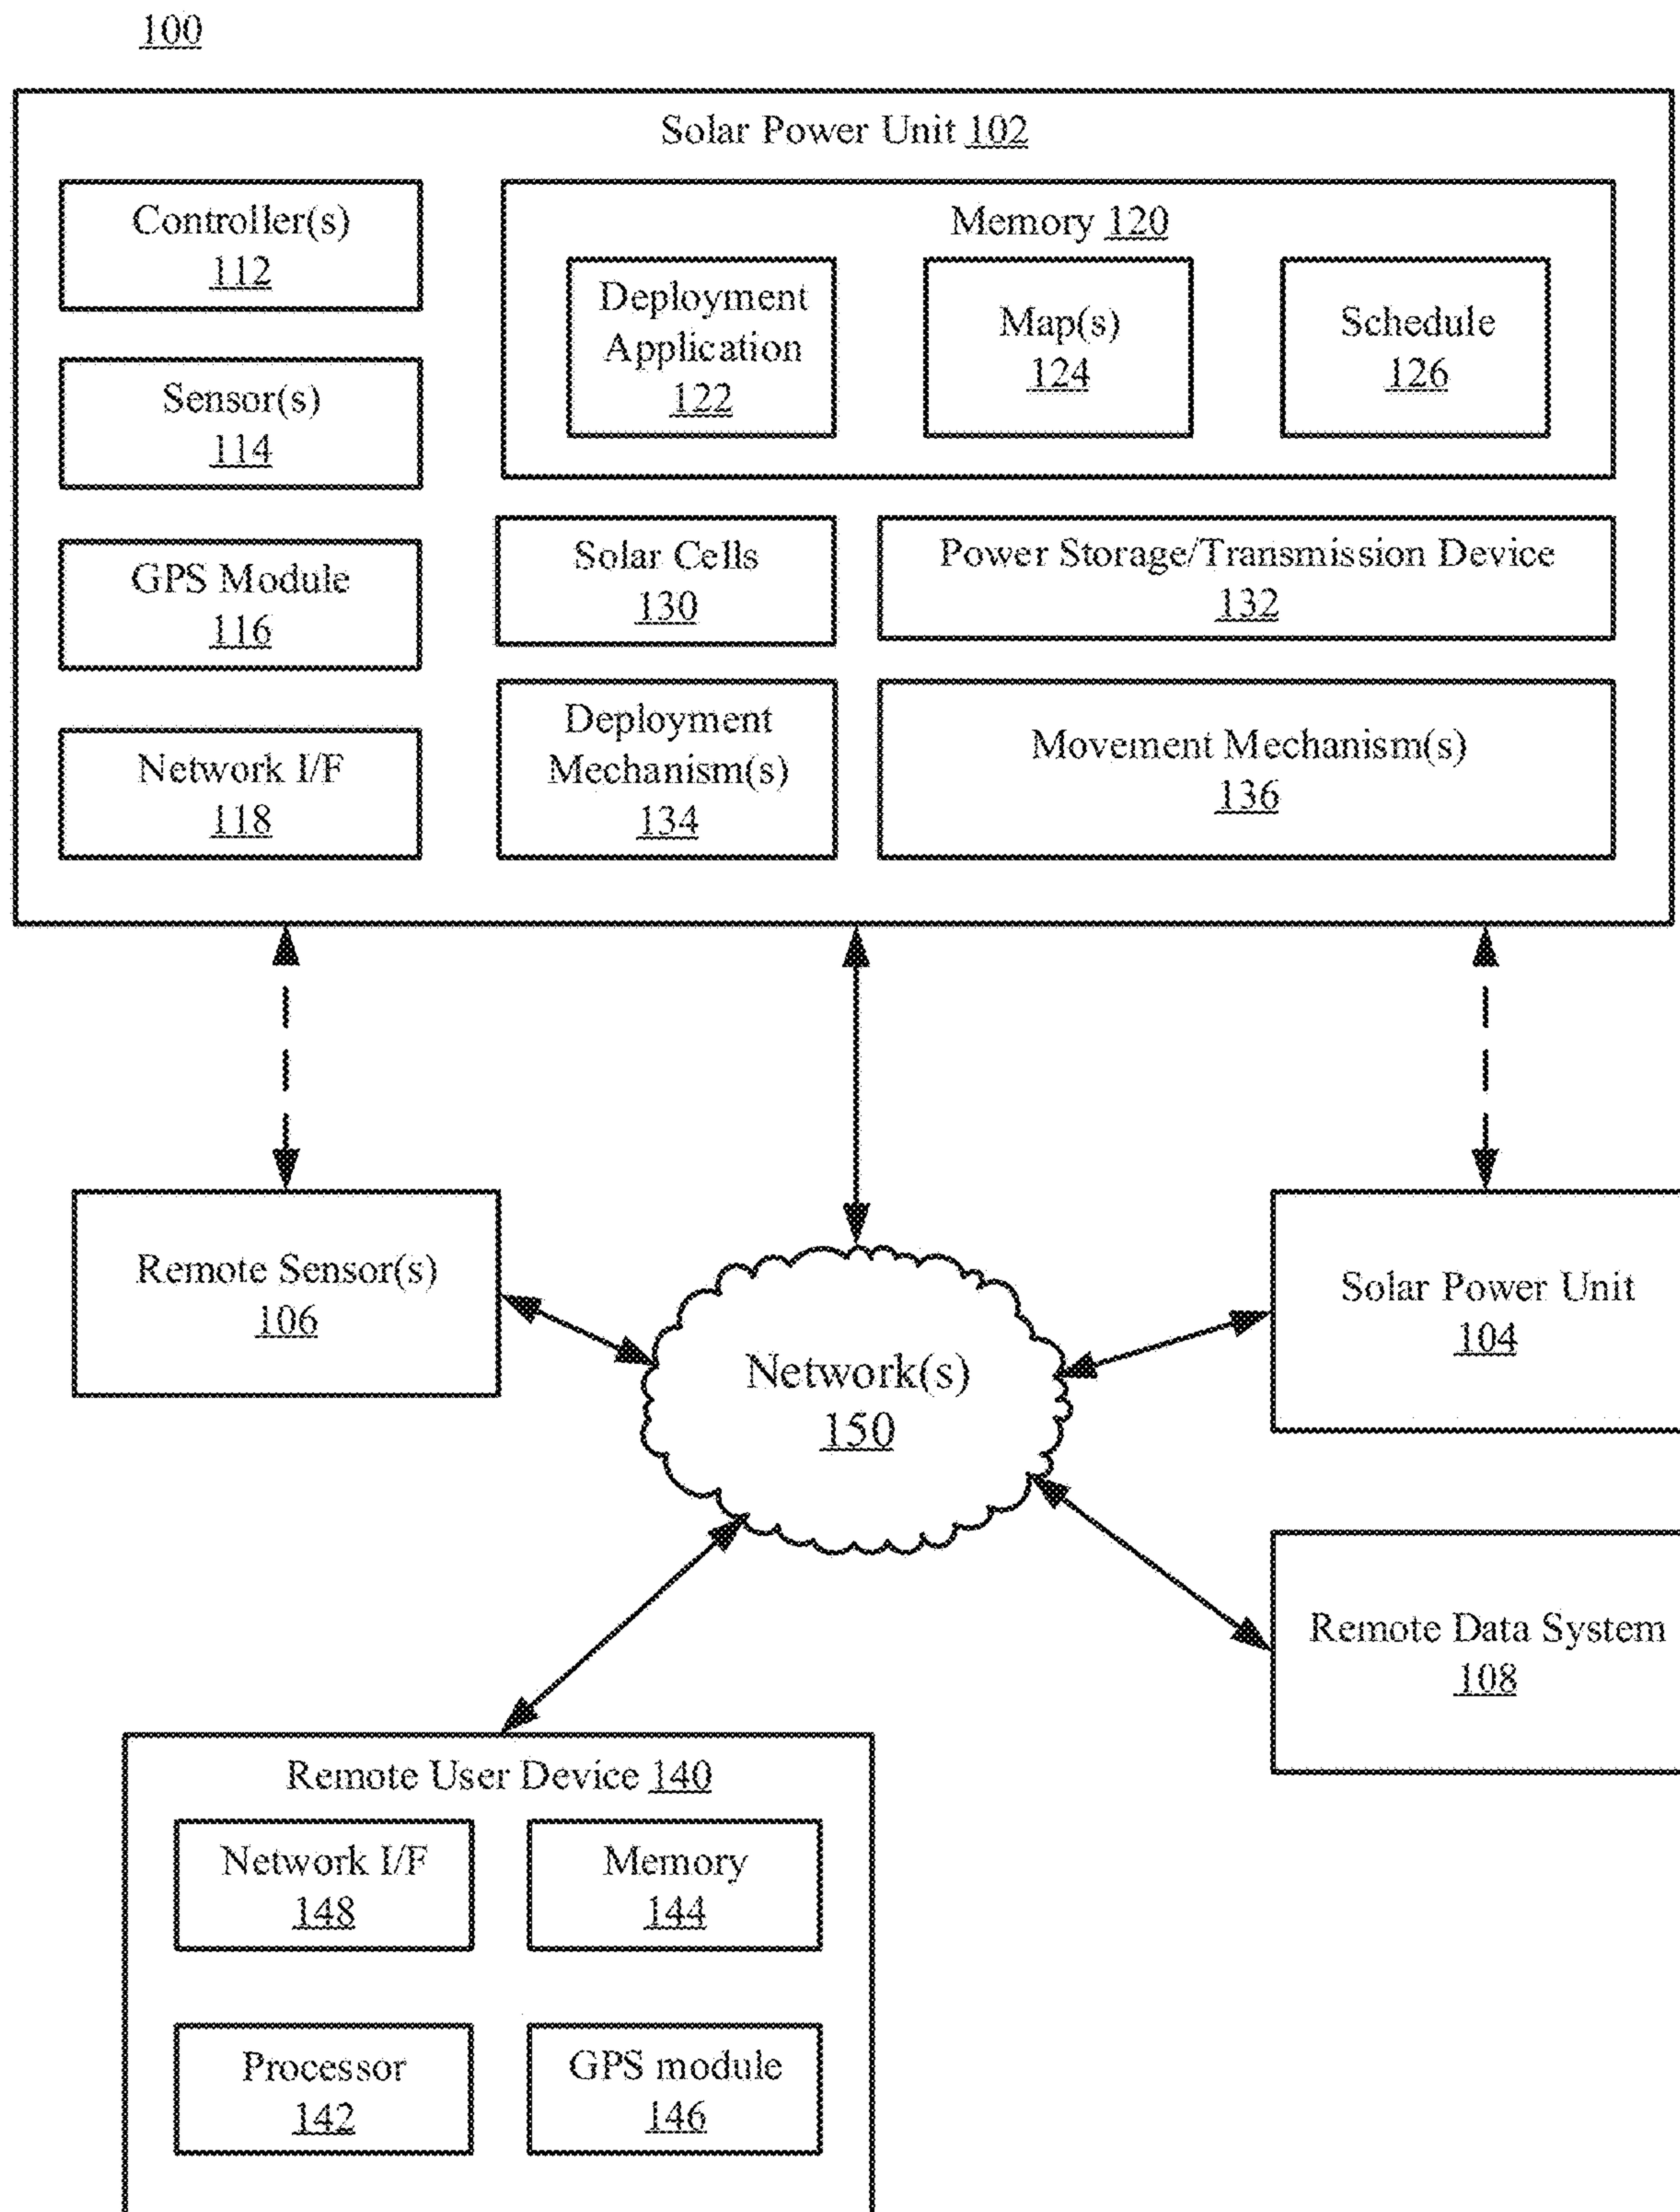 100
Solar Power Unit 102
Controller(s)
112
Sensor(s)
114
GPS Module
116
Network I/F
118
Memory 120
Deployment
Application
122
Map(s)
124
Schedule
126
Solar Cells
130
Power Storage/Transmission Device
132
Deployment
Mechanism(s)
134
Movement Mechanism(s)
136
Remote Sensor(s)
106
Network(s)
150
Solar Power Unit
104
Remote Data System
108
Remote User Device 140
Network I/F
148
Memory
144
Processor
142
GPS module
146